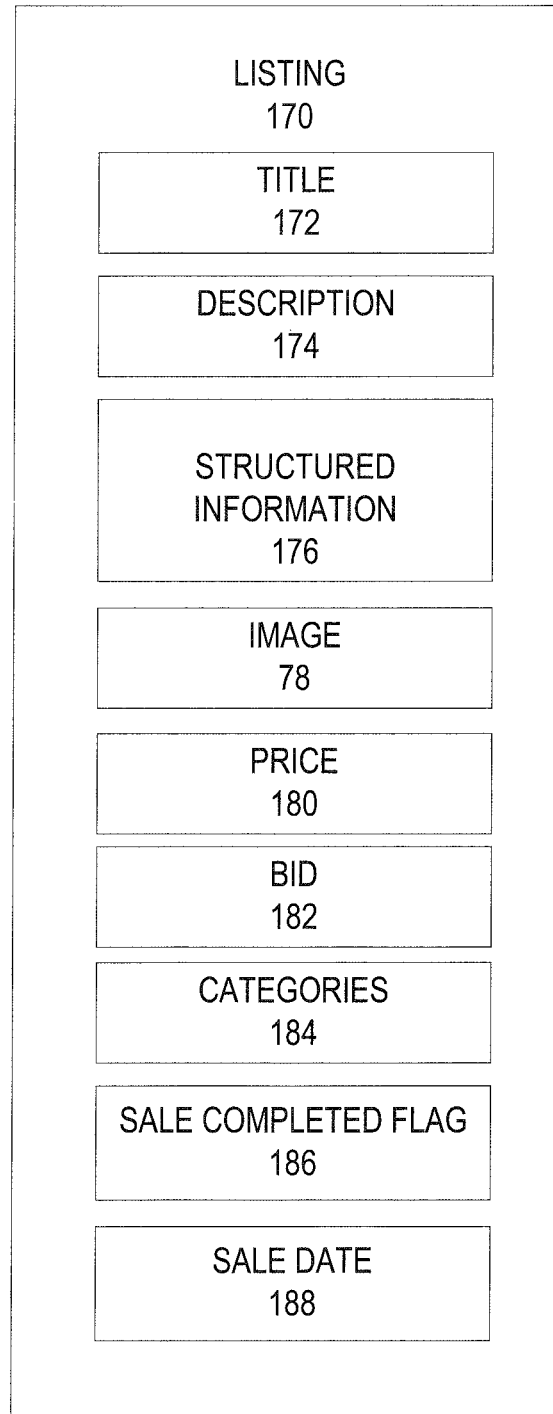 LISTING
170
TITLE
172
DESCRIPTION
174
STRUCTURED
INFORMATION
176
IMAGE
78
PRICE
180
BID
182
CATEGORIES
184
SALE COMPLETED FLAG
186
SALE DATE
188